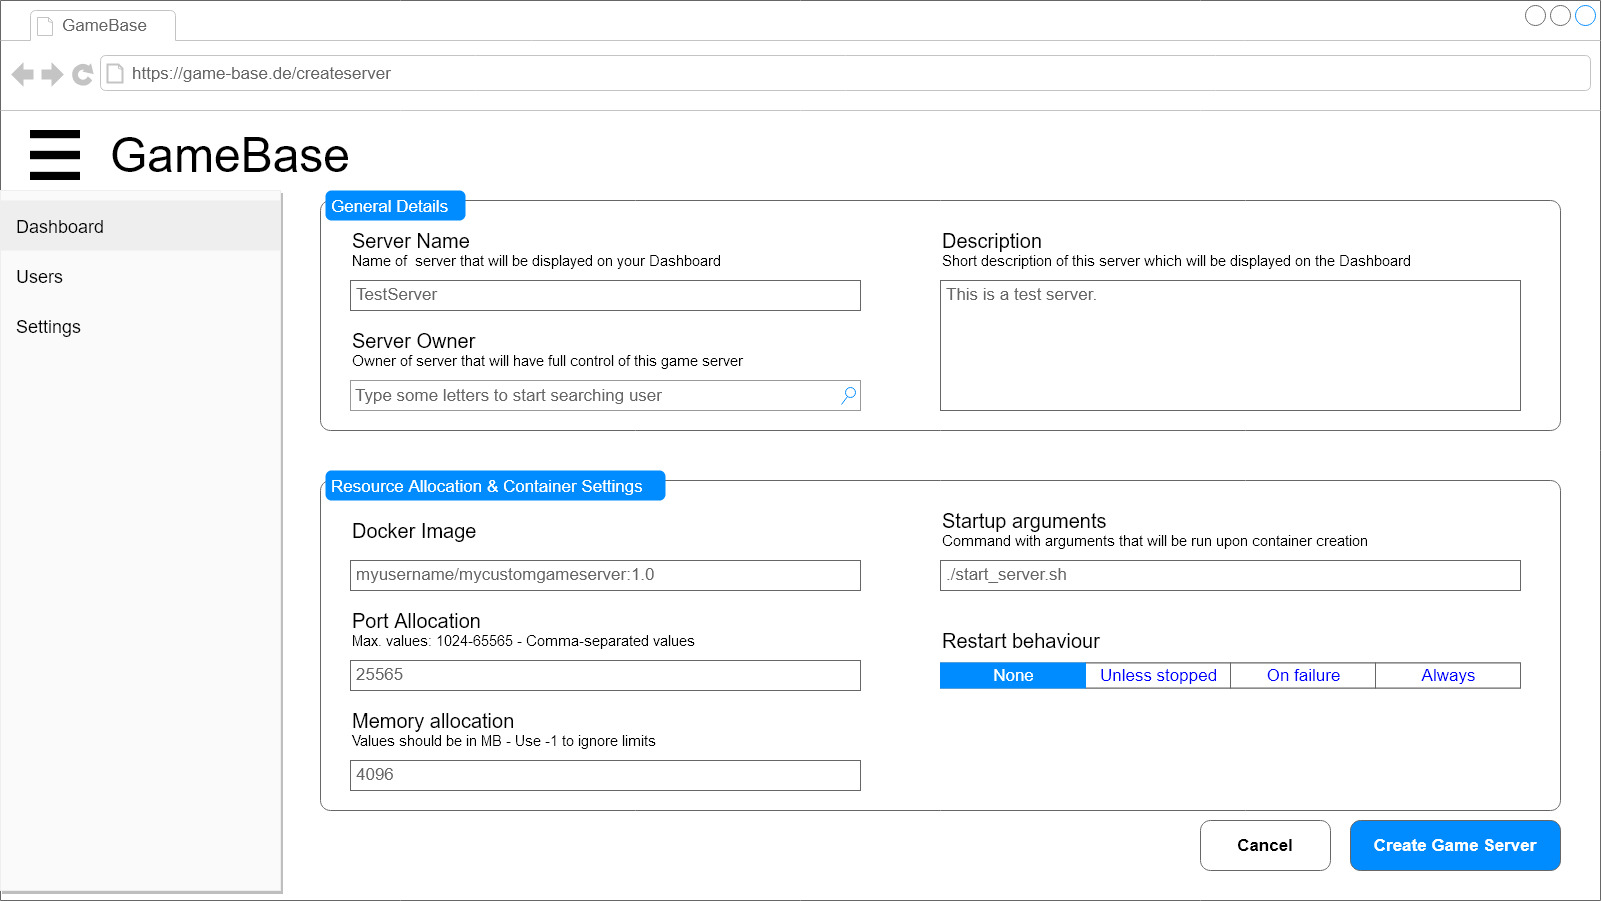 GameBase
https://game-base.de/createserver
GameBase
Dashboard
Users
Settings
General Details
Server Name
Name of  server that will be displayed on your Dashboard
TestServer
Server Owner
Owner of server that will have full control of this game server
Type some letters to start searching user
Description
Short description of this server which will be displayed on the Dashboard
This is a test server.
Resource Allocation & Container Settings
Docker Image
myusername/mycustomgameserver:1.0
Port Allocation
Max. values: 1024-65565 - Comma-separated values
25565
Memory allocation
Values should be in MB - Use -1 to ignore limits
4096
Startup arguments
Command with arguments that will be run upon container creation
./start_server.sh
Restart behaviour
None Unless stopped On failure Always
Cancel Create Game Server